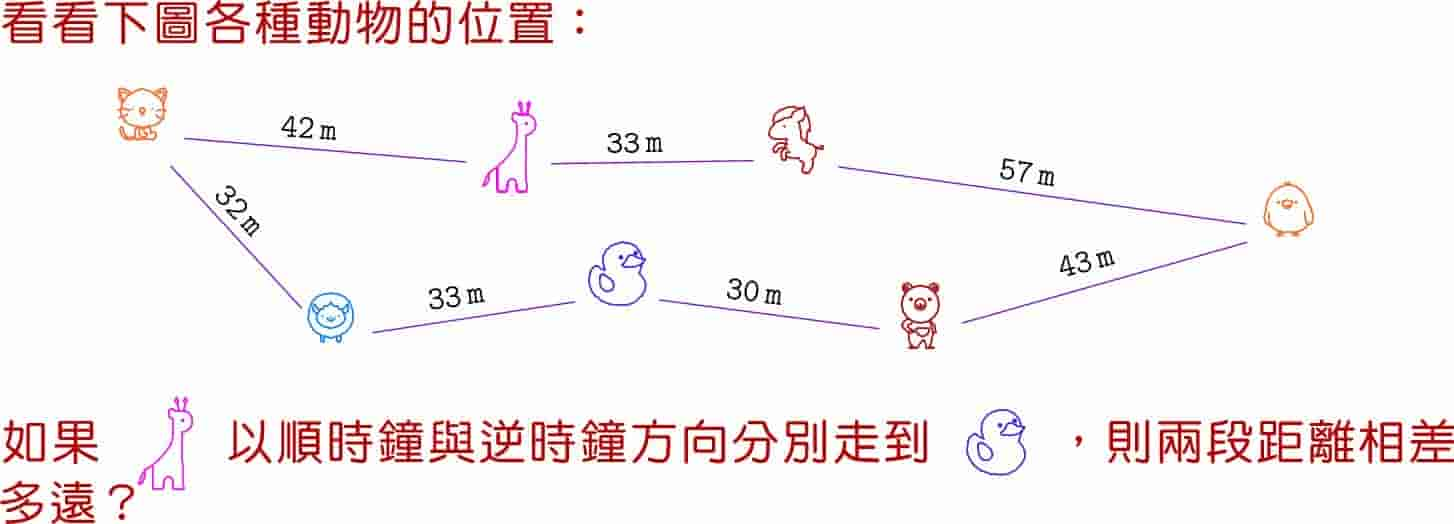 看看下圖各種動物的位置：
42 m
33 m
57 m
32 m
33 m
30 m
43 m
如果 以順時鐘與逆時鐘方向分別走到 ，則兩段距離相差
多遠？